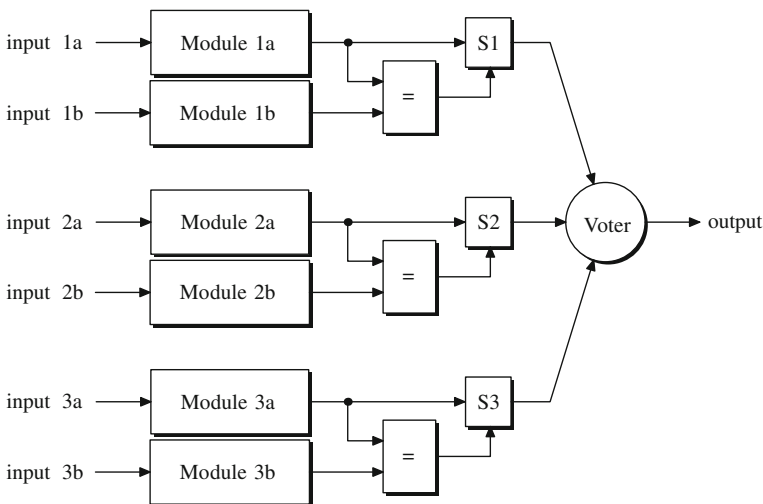 input 1a
Module 1a
S1
=
input 1b
Module 1b
input 2a
Module 2a
S2
Voter
output
=
input 2b
Module 2b
input 3a
Module 3a
S3
=
input 3b
Module 3b